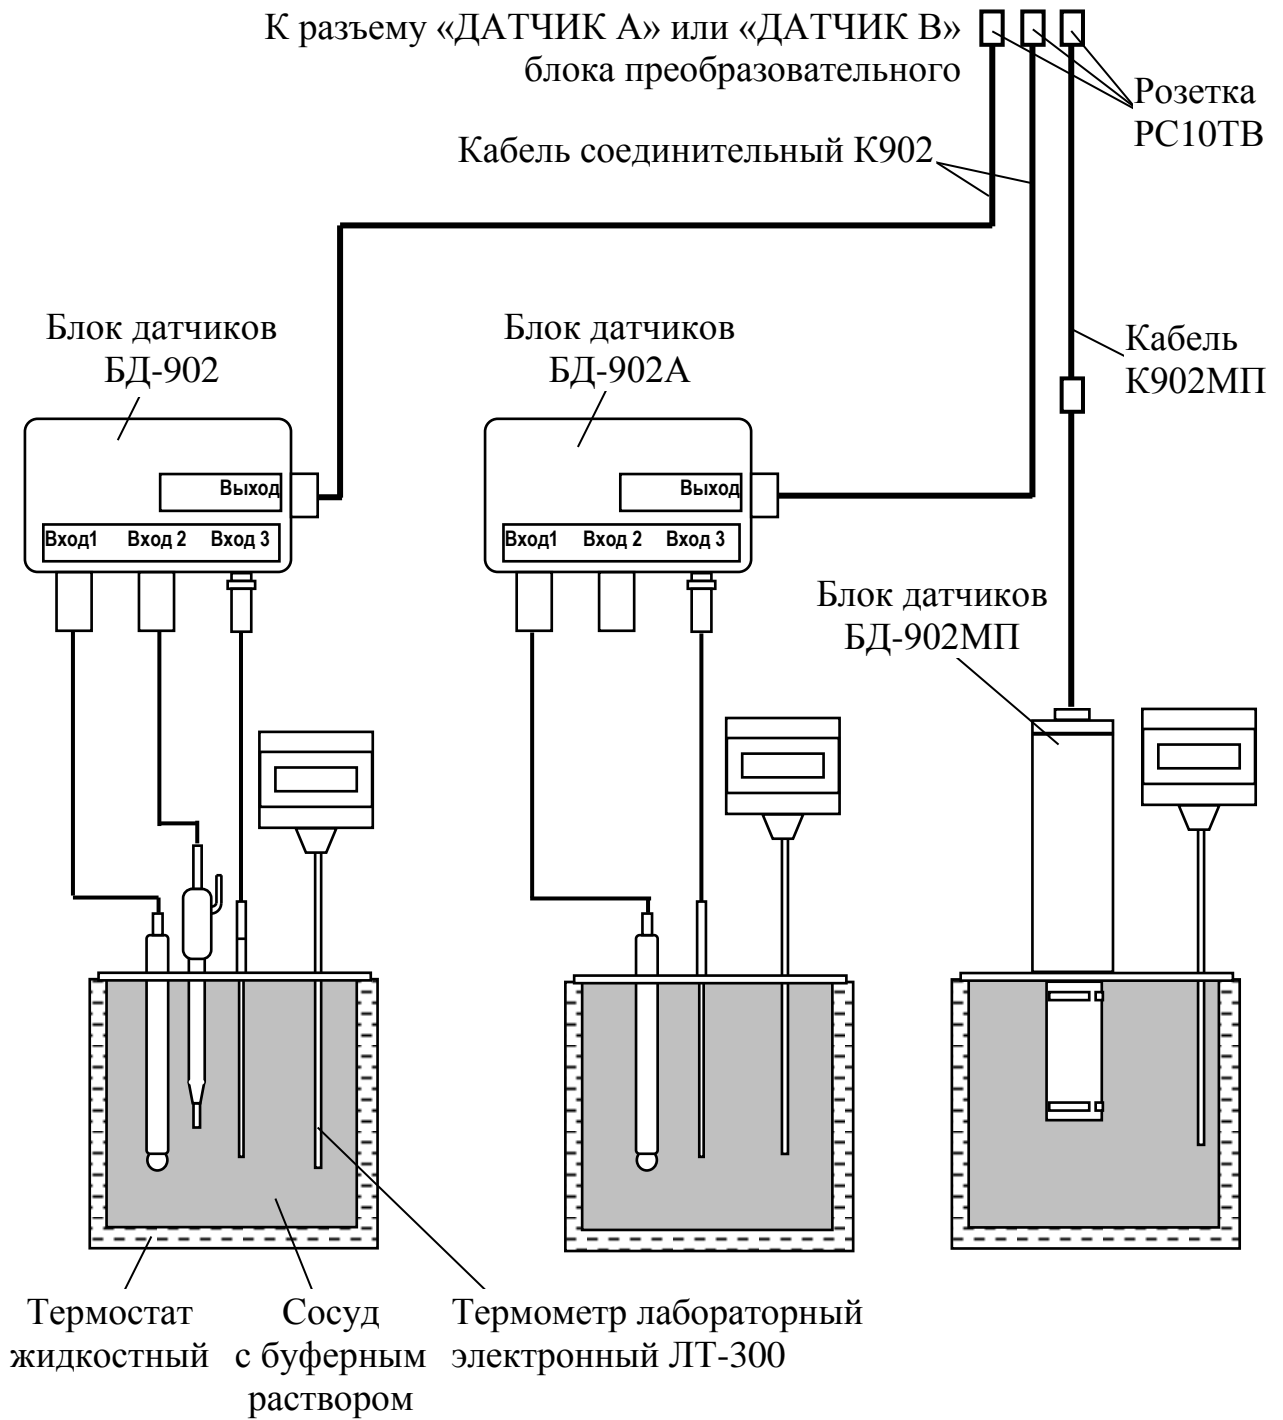 К разъему «ДАТЧИК А» или «ДАТЧИК В»
блока преобразовательного
Розетка
РС10ТВ
Кабель соединительный К902
Блок датчиков
БД-902
Блок датчиков
БД-902А
Кабель
К902МП
Выход
Вход1 Вход 2 Вход 3
Выход
Вход1 Вход 2 Вход 3
Блок датчиков
БД-902МП
Термостат
жидкостный
Сосуд
с буферным
раствором
Термометр лабораторный
электронный ЛТ-300